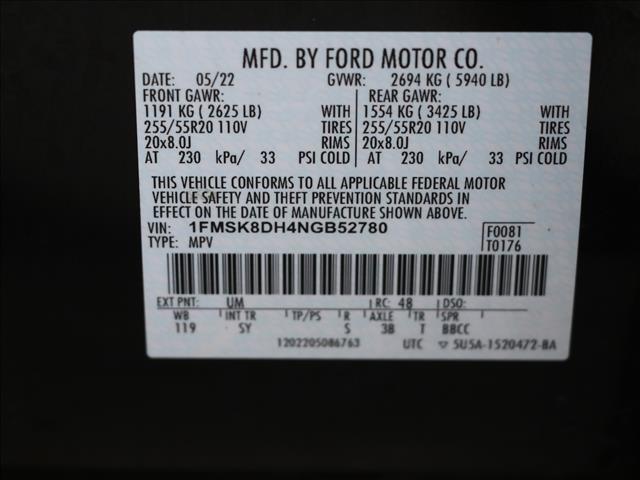 MFD. BY FORD MOTOR CO.
DATE: 05/22 GVWR: 2694 KG ( 5940 LB)
FRONT GAWR: REAR GAWR:
1191 KG ( 2625 LB) WITH 1554 KG ( 3425 LB) WITH
255/55R20 110V TIRES 255/55R20 110V TIRES
20x8.0J RIMS 20x8.0J RIMS
AT 230 kPa/ 33 PSI COLD AT 230 kPa/ 33 PSI COLD
THIS VEHICLE CONFORMS TO ALL APPLICABLE FEDERAL MOTOR
VEHICLE SAFETY AND THEFT PREVENTION STANDARDS IN
EFFECT ON THE DATE OF MANUFACTURE SHOWN ABOVE.
VIN: 1FMSK8DH4NGB52780 F0081
TYPE: MPV T0176
EXT PNT: UM RC: 48 DSO:
WB INT TR TP/PS R AXLE TR SPR
119 SY S 3B T BBCC
1202205086763 UTC ▽ 5U5A-1520472-BA